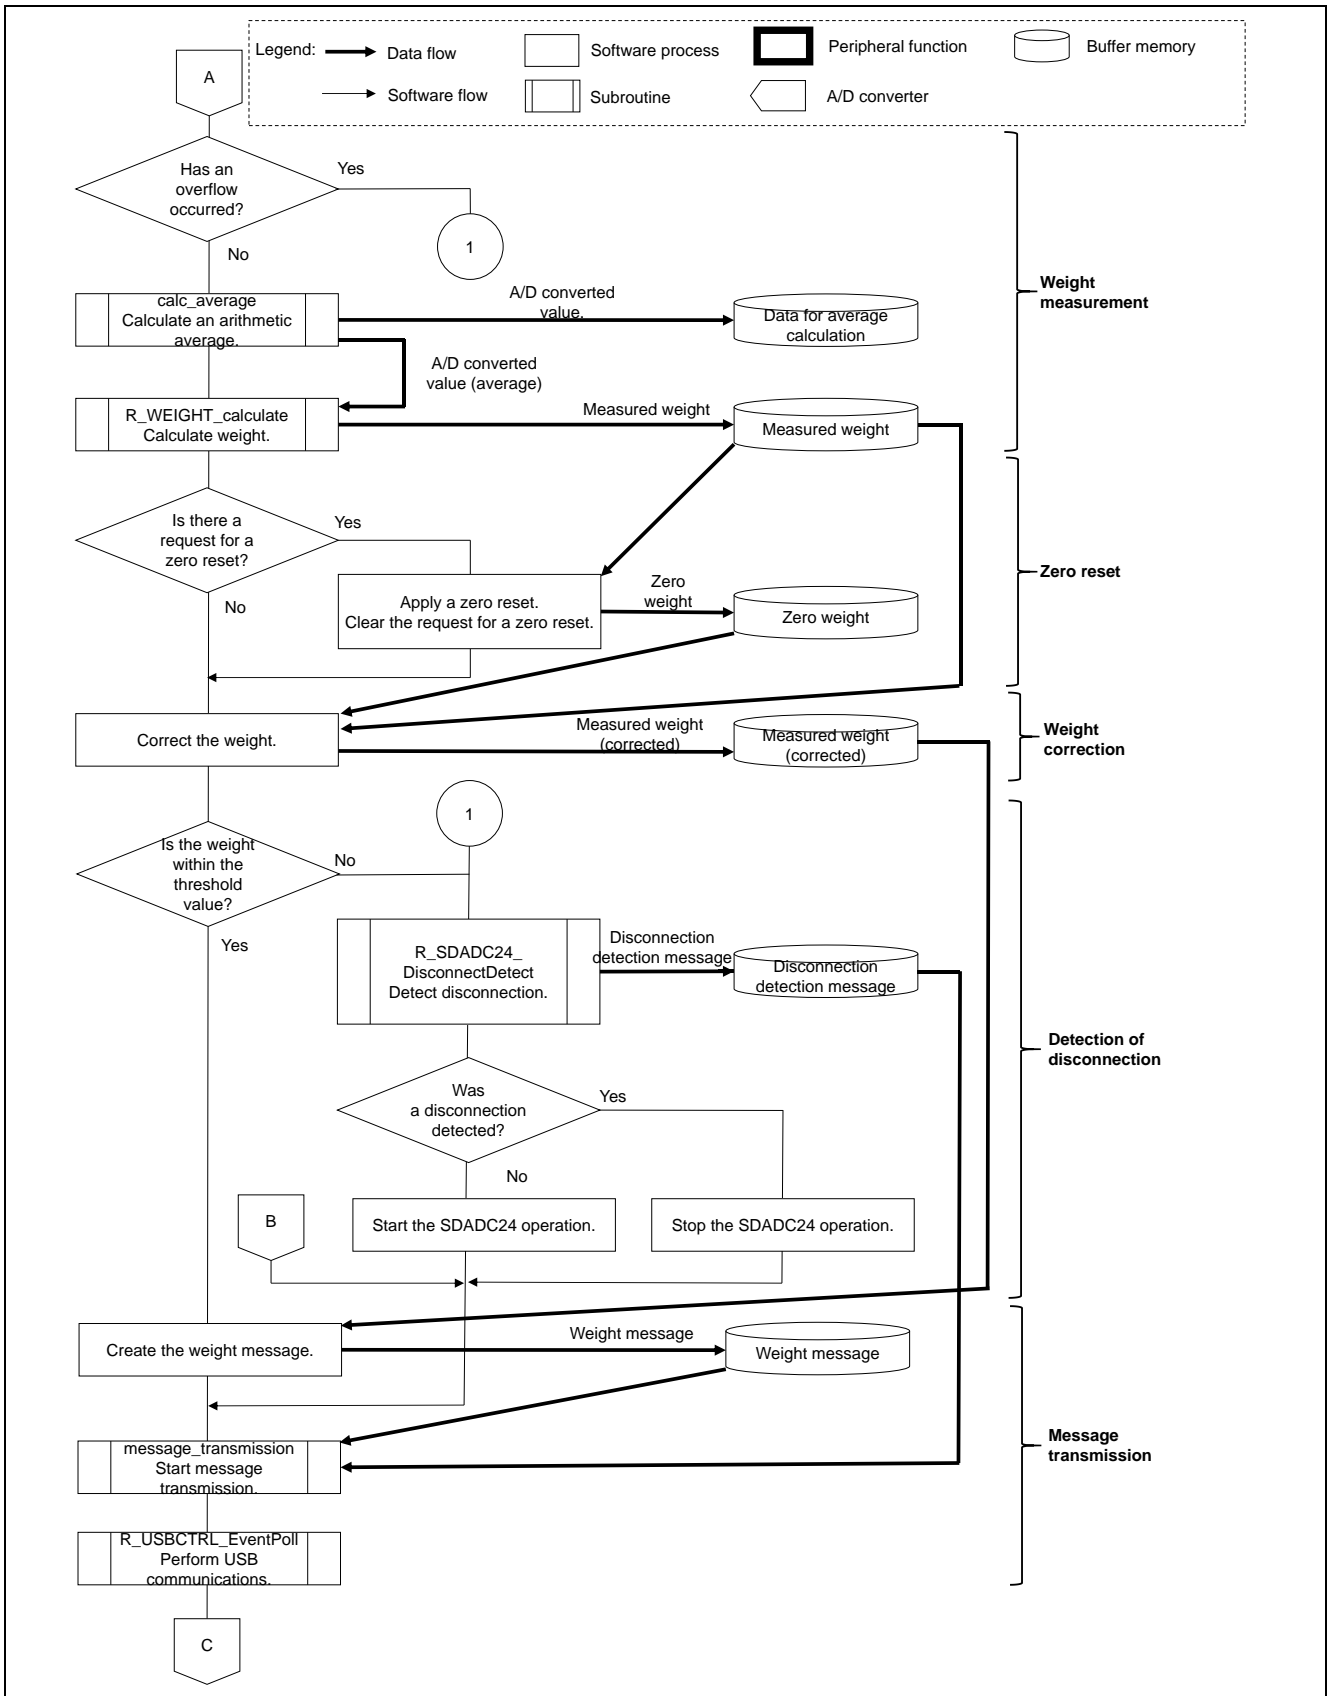 Legend:
Data flow
Software process
Peripheral function
Buffer memory
Software flow
Subroutine
A/D converter
A
Has an
overflow
occurred?
Yes
1
No
Weight
measurement
calc_average
Calculate an arithmetic
average.
A/D converted
value.
Data for average
calculation
A/D converted
value (average)
R_WEIGHT_calculate
Calculate weight.
Measured weight
Measured weight
Is there a
request for a
zero reset?
Yes
No
Apply a zero reset.
Clear the request for a zero reset.
Zero
weight
Zero weight
Zero reset
Correct the weight.
Measured weight
(corrected)
Measured weight
(corrected)
Weight
correction
1
Is the weight
within the
threshold
value?
No
Yes
R_SDADC24_
DisconnectDetect
Detect disconnection.
Disconnection
detection message
Disconnection
detection message
Detection of
disconnection
Was
a disconnection
detected?
Yes
No
B
Start the SDADC24 operation.
Stop the SDADC24 operation.
Create the weight message.
Weight message
Weight message
message_transmission
Start message
transmission.
Message
transmission
R_USBCTRL_EventPoll
Perform USB
communications.
C